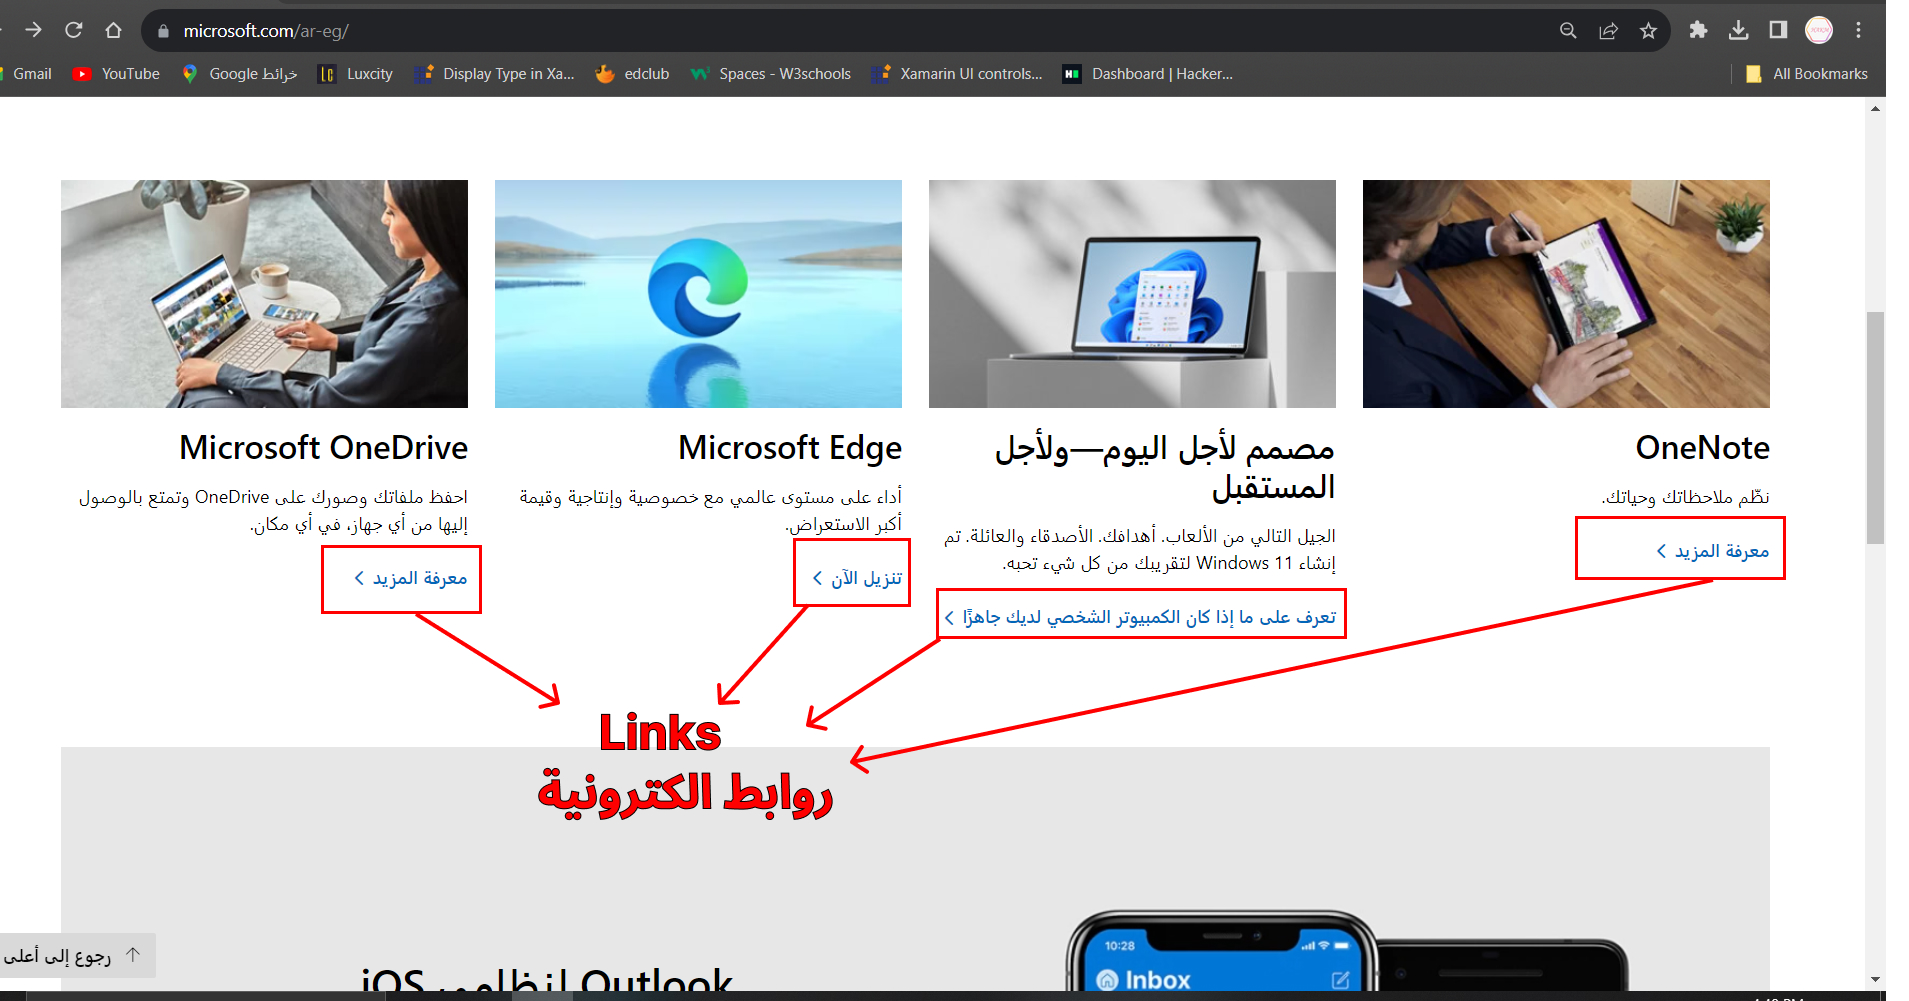 microsoft.com/ar-eg/
Gmail
YouTube
خرائط Google
Luxcity
Display Type in Xa...
edclub
Spaces - W3schools
Xamarin UI controls...
Dashboard | Hacker...
All Bookmarks
OneNote
نظّم ملاحظاتك وحياتك.
معرفة المزيد
مصمم لأجل اليوم—ولأجل
المستقبل
الجيل التالي من الألعاب. أهدافك. الأصدقاء والعائلة. تم
إنشاء Windows 11 لتقريبك من كل شيء تحبه.
تعرف على ما إذا كان الكمبيوتر الشخصي لديك جاهزًا
Microsoft Edge
أداء على مستوى عالمي مع خصوصية وإنتاجية وقيمة
أكبر الاستعراض.
تنزيل الآن
Microsoft OneDrive
احفظ ملفاتك وصورك على OneDrive وتمتع بالوصول
إليها من أي جهاز، في أي مكان.
معرفة المزيد
Links
روابط الكترونية
10:28
Inbox
Outlook لنظامي iOS
رجوع إلى أعلى